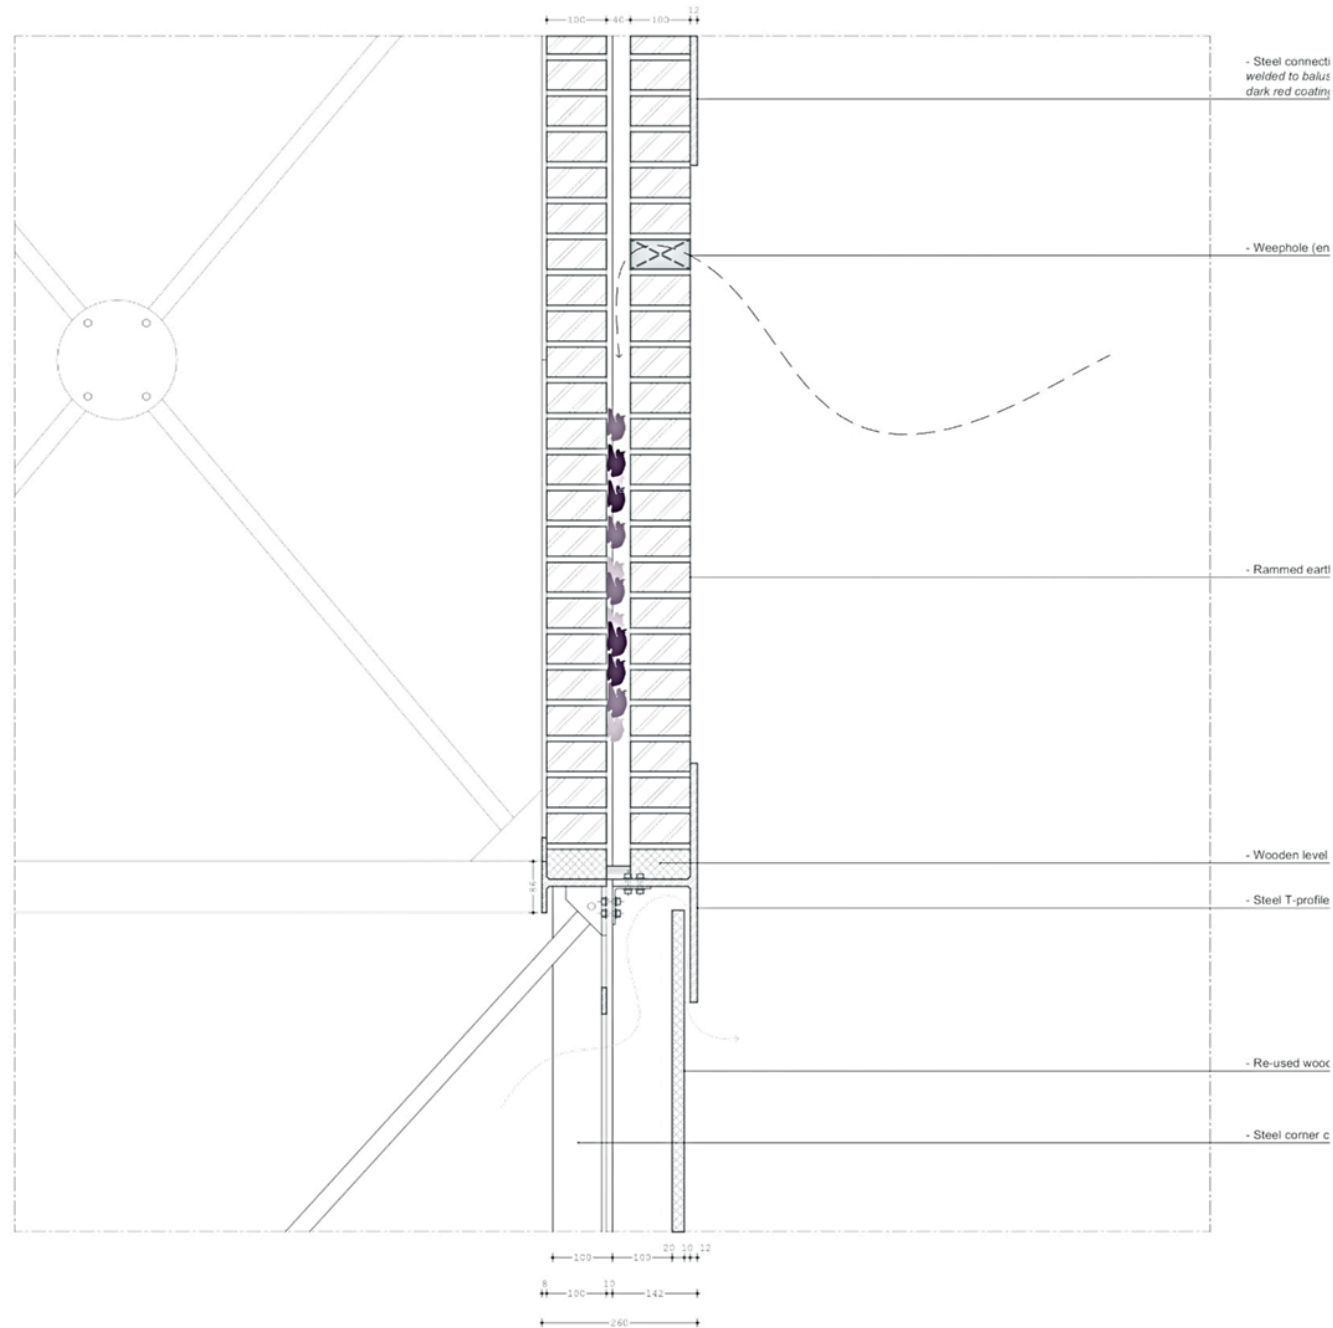 100 40 100 12
- Steel connecti
welded to balus
dark red coating
- Weephole (en
- Rammed eart
- Wooden level
86
- Steel T-profile
- Re-used wood
- Steel corner c
100 100 20 10 12
8 100 10 142
260